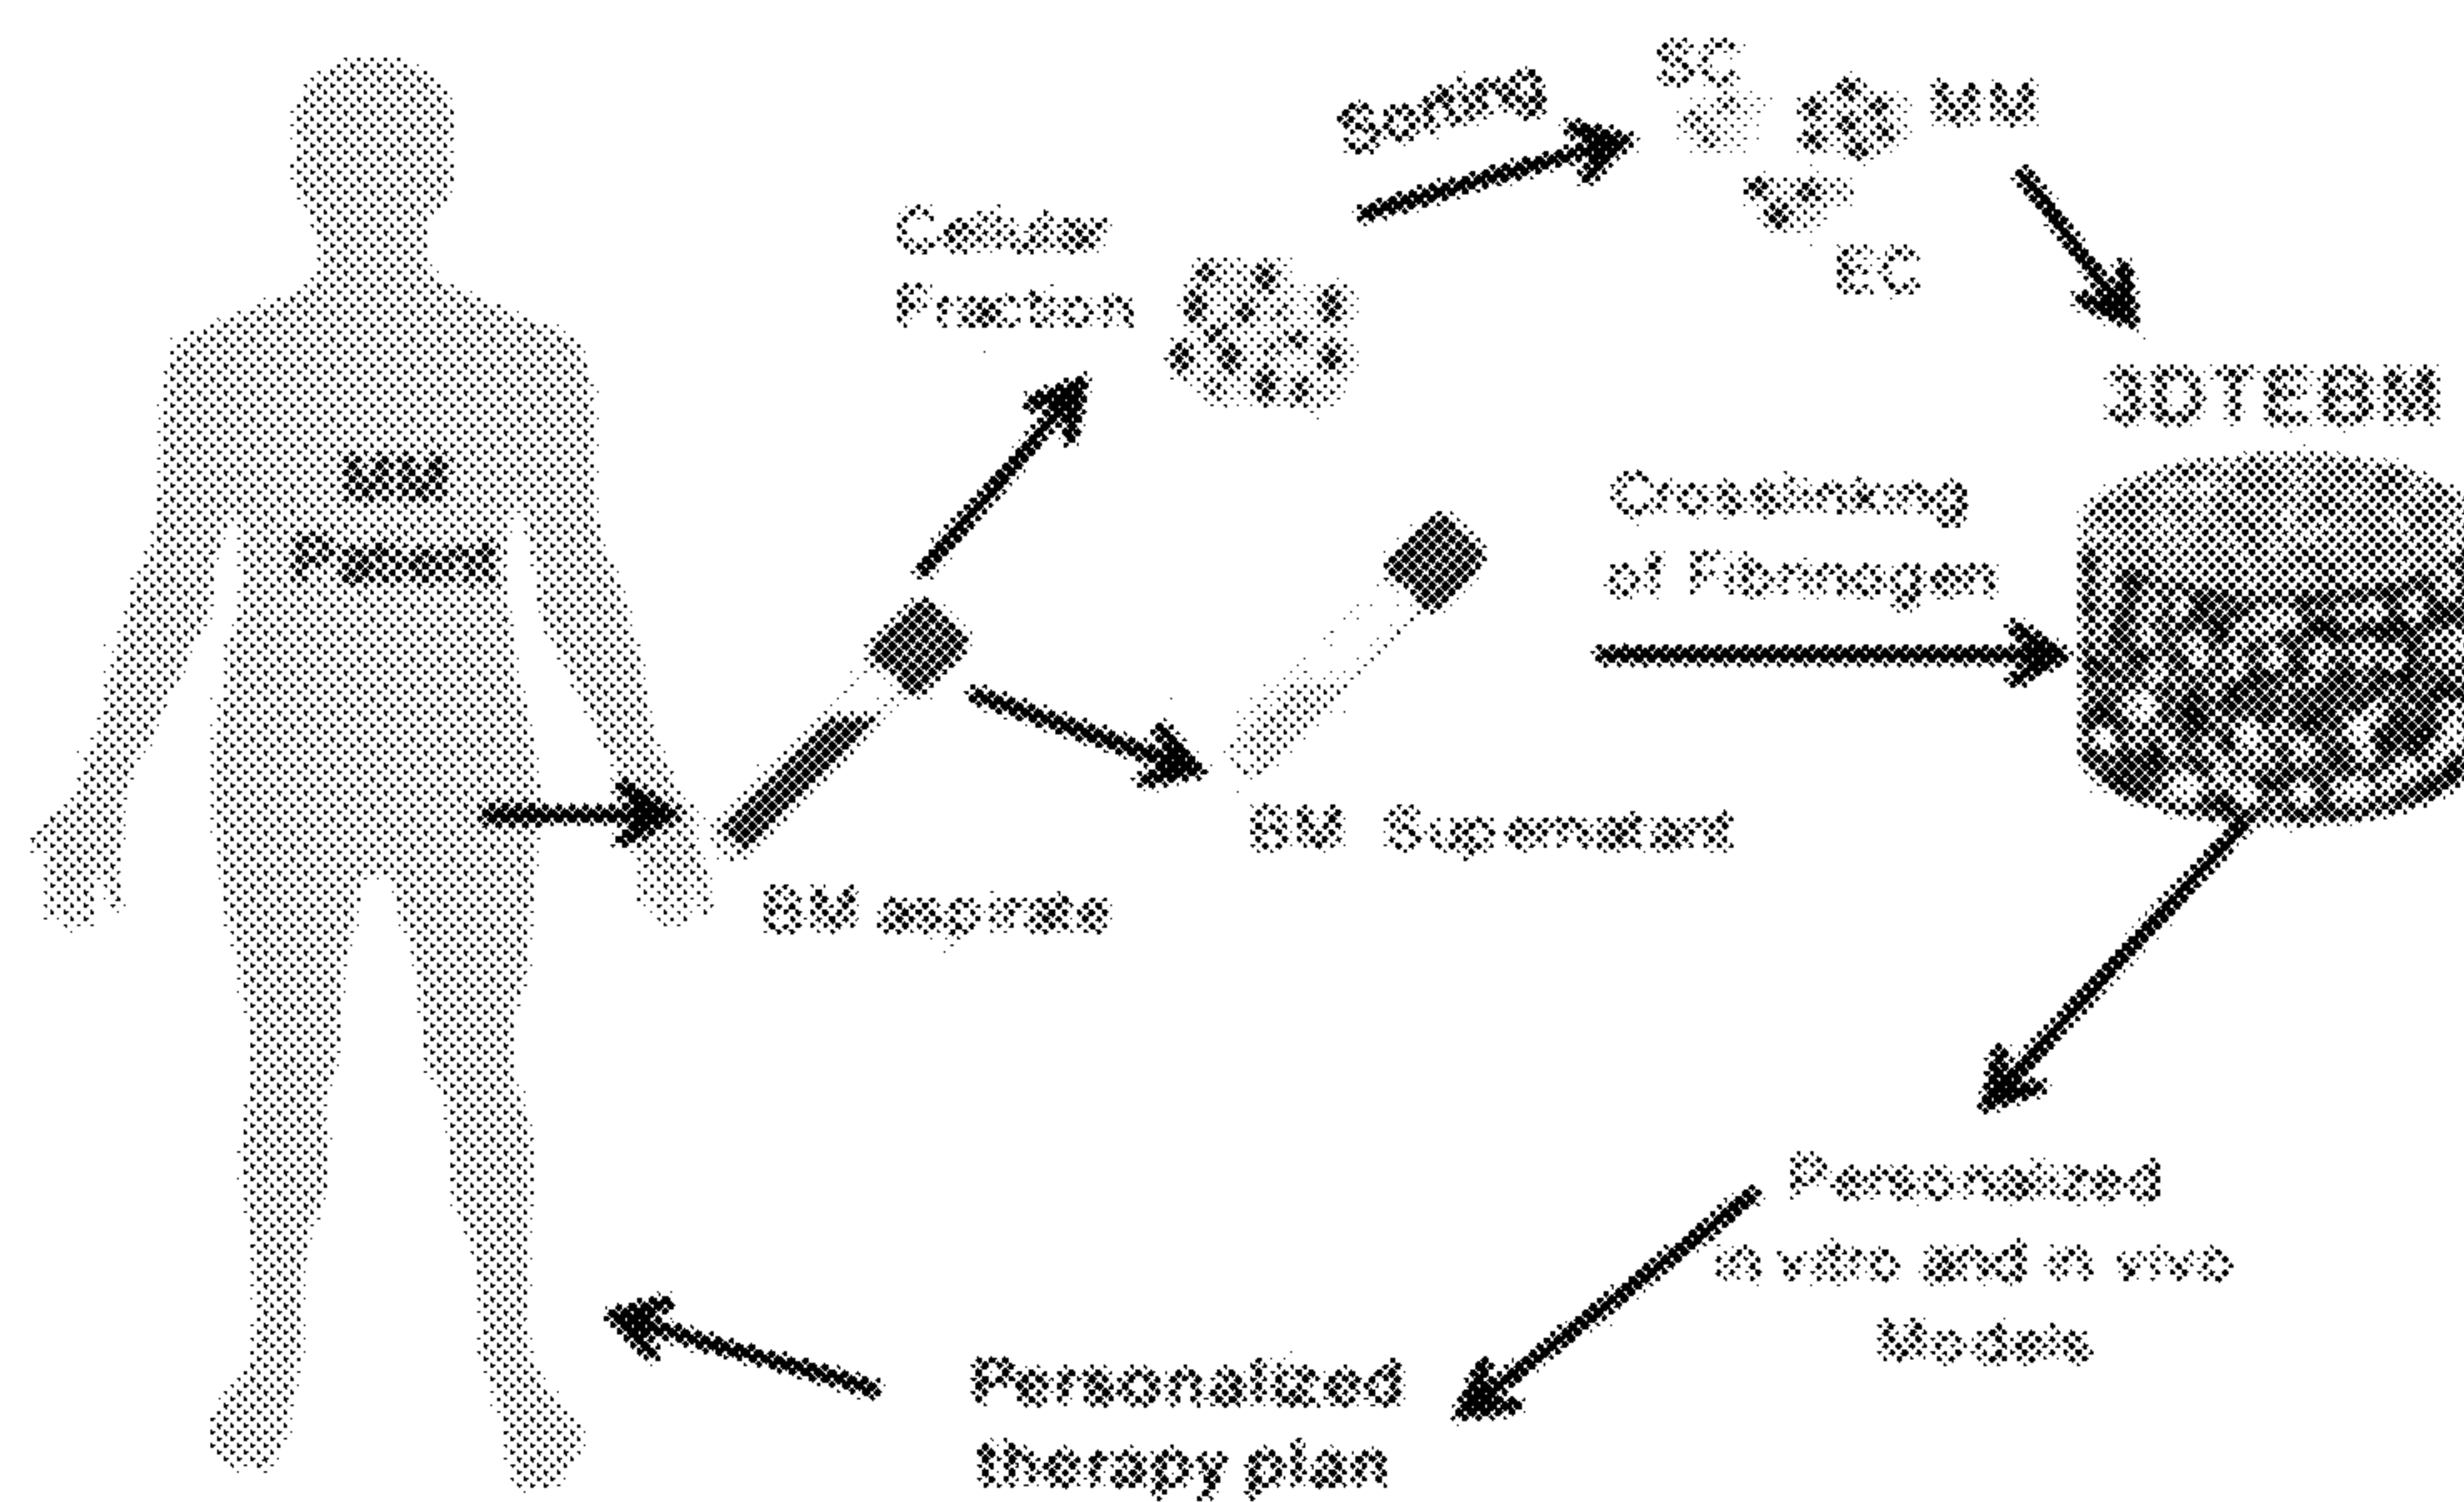 MM
Patient
BM aspirate
Cellular
Fraction
Sorting
SC
MM
EC
BM Supernatant
Crosslinking
of Fibrinogen
3DTEBM
Personalized
in vitro and in vivo
Models
Personalized
therapy plan